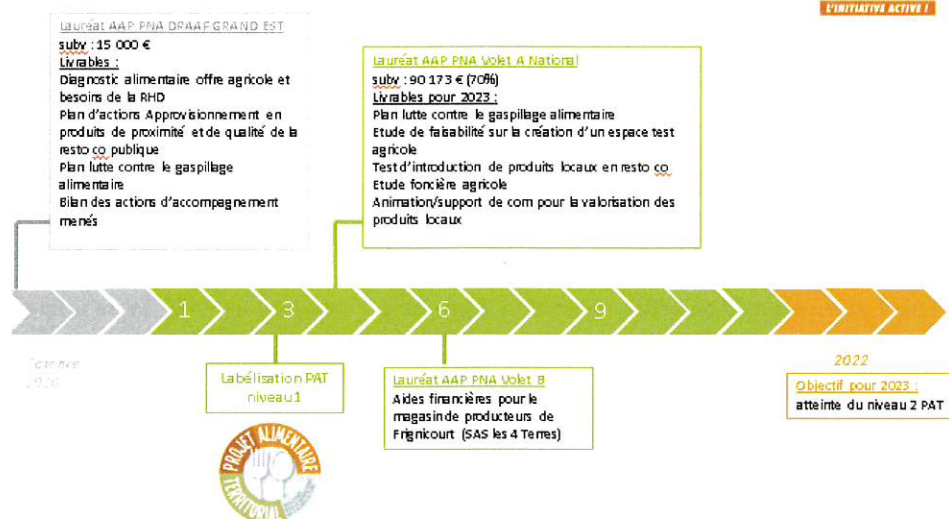 L'INITIATIVE ACTIVE !
Lauréat AAP PNA DRAAF GRAND EST
subv : 15 000 €
Livrables :
Diagnostic alimentaire offre agricole et
besoins de la RHD
Plan d'actions Approvisionnement en
produits de proximité et de qualité de la
resto co publique
Plan lutte contre le gaspillage
alimentaire
Bilan des actions d'accompagnement
menés
Lauréat AAP PNA Volet A National
subv : 90 173 € (70%)
Livrables pour 2023 :
Plan lutte contre le gaspillage alimentaire
Etude de faisabilité sur la création d'un espace test
agricole
Test d'introduction de produits locaux en resto co
Etude foncière agricole
Animation/support de com pour la valorisation des
produits locaux
1
3
6
9
2022
Labélisation PAT
niveau1
Lauréat AAP PNA Volet B
Aides financières pour le
magasin de producteurs de
Frignicourt (SAS les 4 Terres)
Objectif pour 2023 :
atteinte du niveau 2 PAT
PROJET ALIMENTAIRE
TERRITORIAL